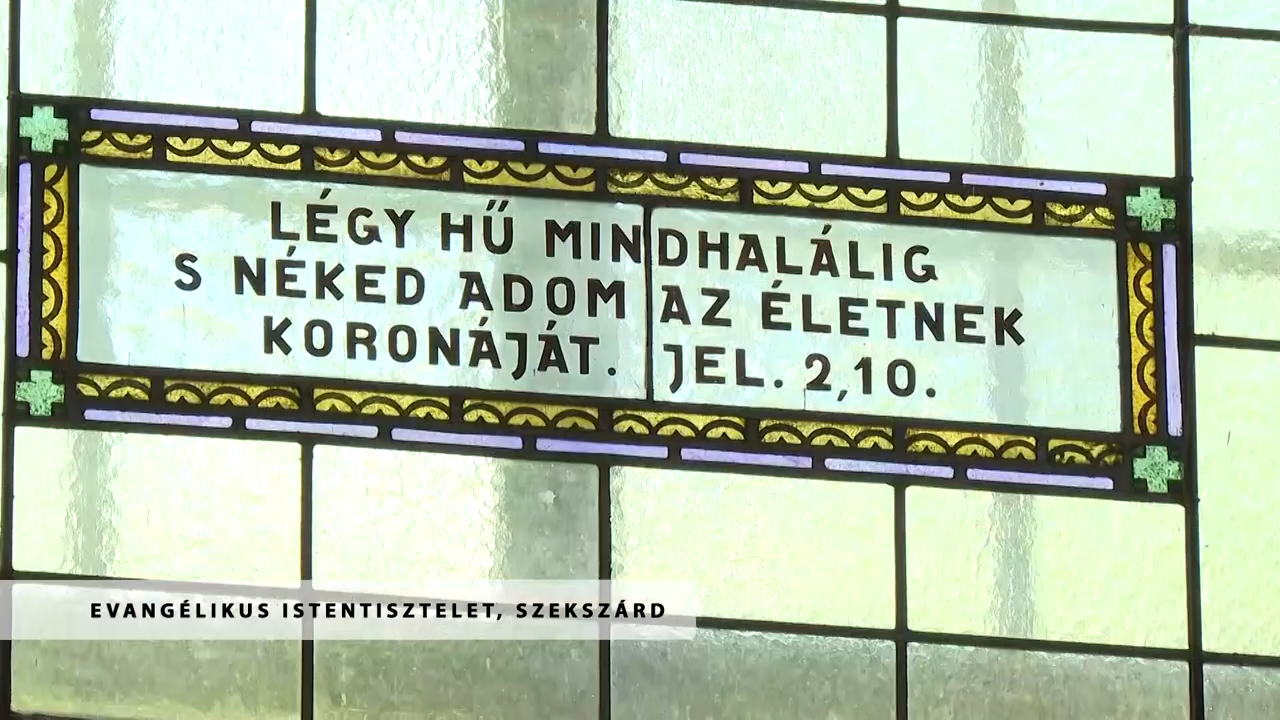 LÉGY HŰ MINDHALÁLIG
S NÉKED ADOM AZ ÉLETNEK
KORONÁJÁT. JEL. 2,10.
EVANGÉLIKUS ISTENTISZTELET, SZEKSZÁRD